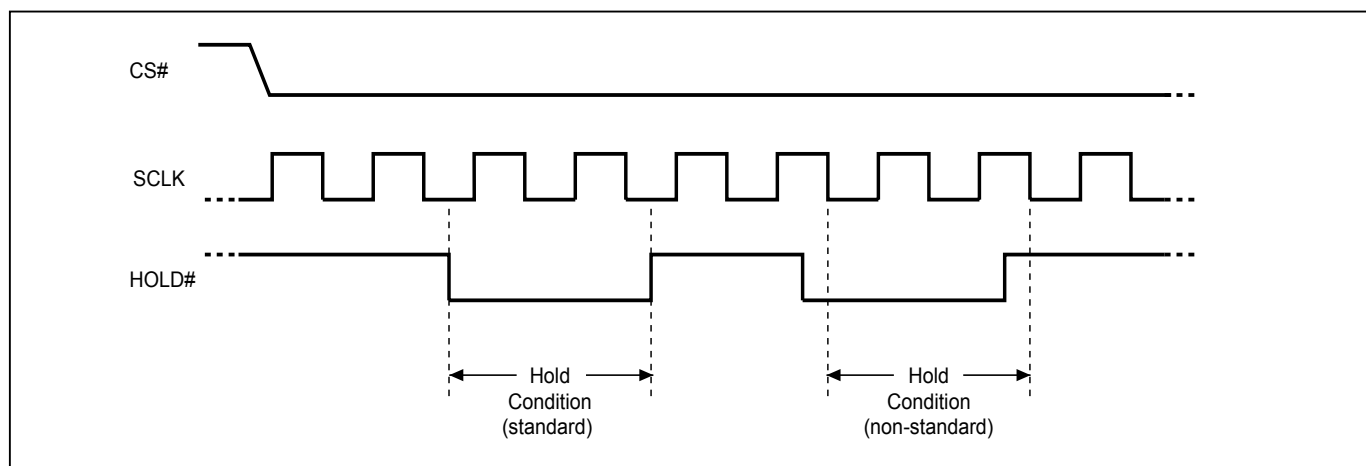 CS#
SCLK
HOLD#
Hold
Condition
(standard)
Hold
Condition
(non-standard)